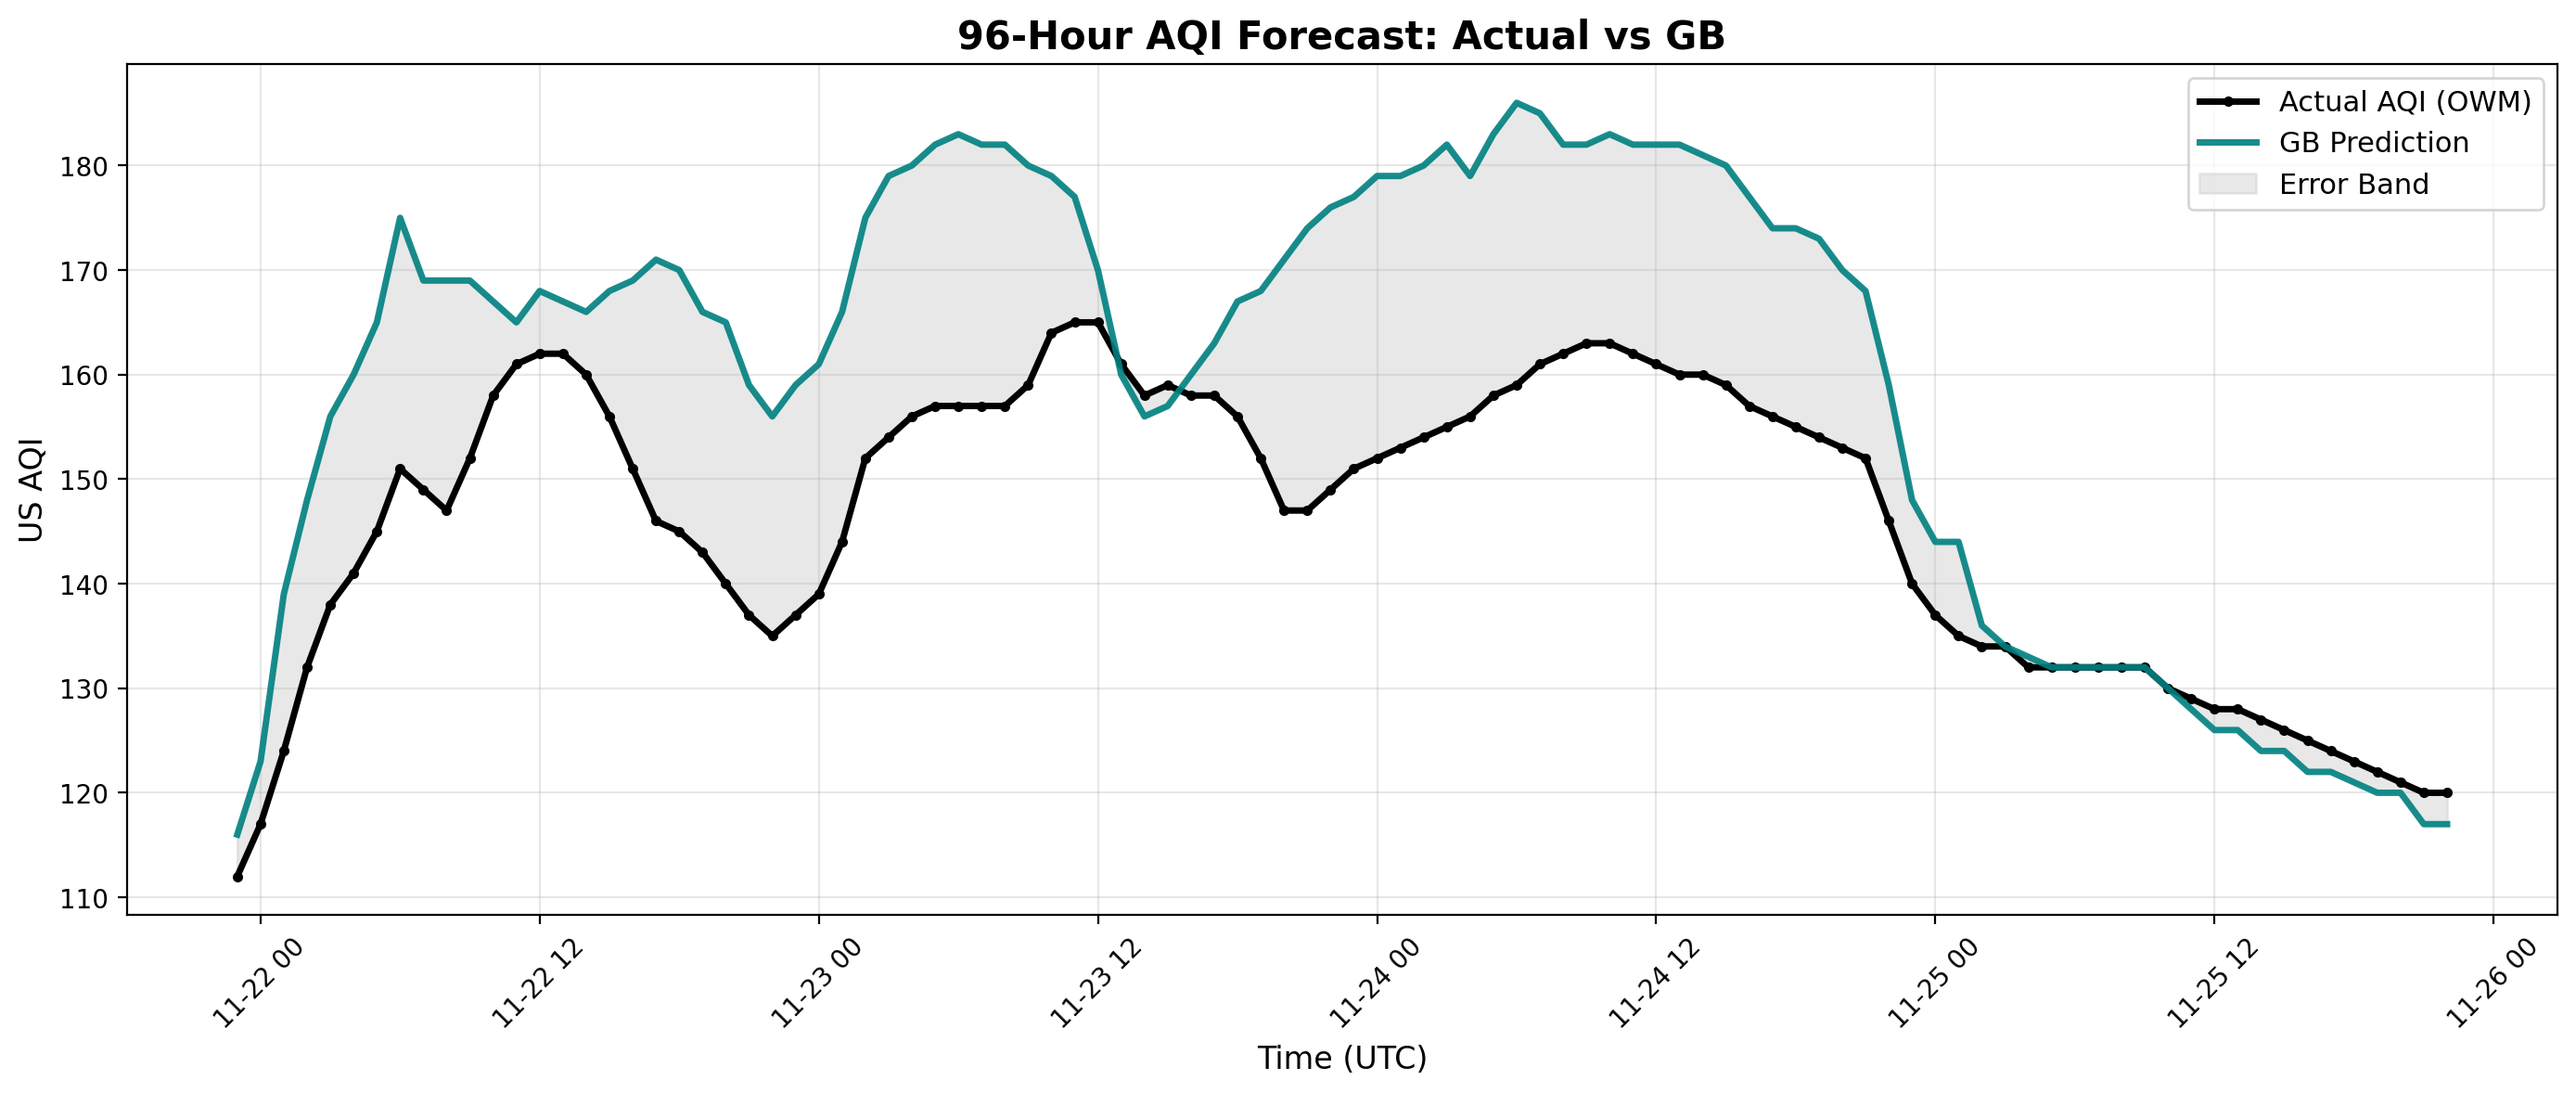 96-Hour AQI Forecast: Actual vs GB
Actual AQI (OWM)
GB Prediction
Error Band
US AQI
180
170
160
150
140
130
120
110
11-22 00
11-22 12
11-23 00
11-23 12
11-24 00
11-24 12
11-25 00
11-25 12
11-26 00
Time (UTC)